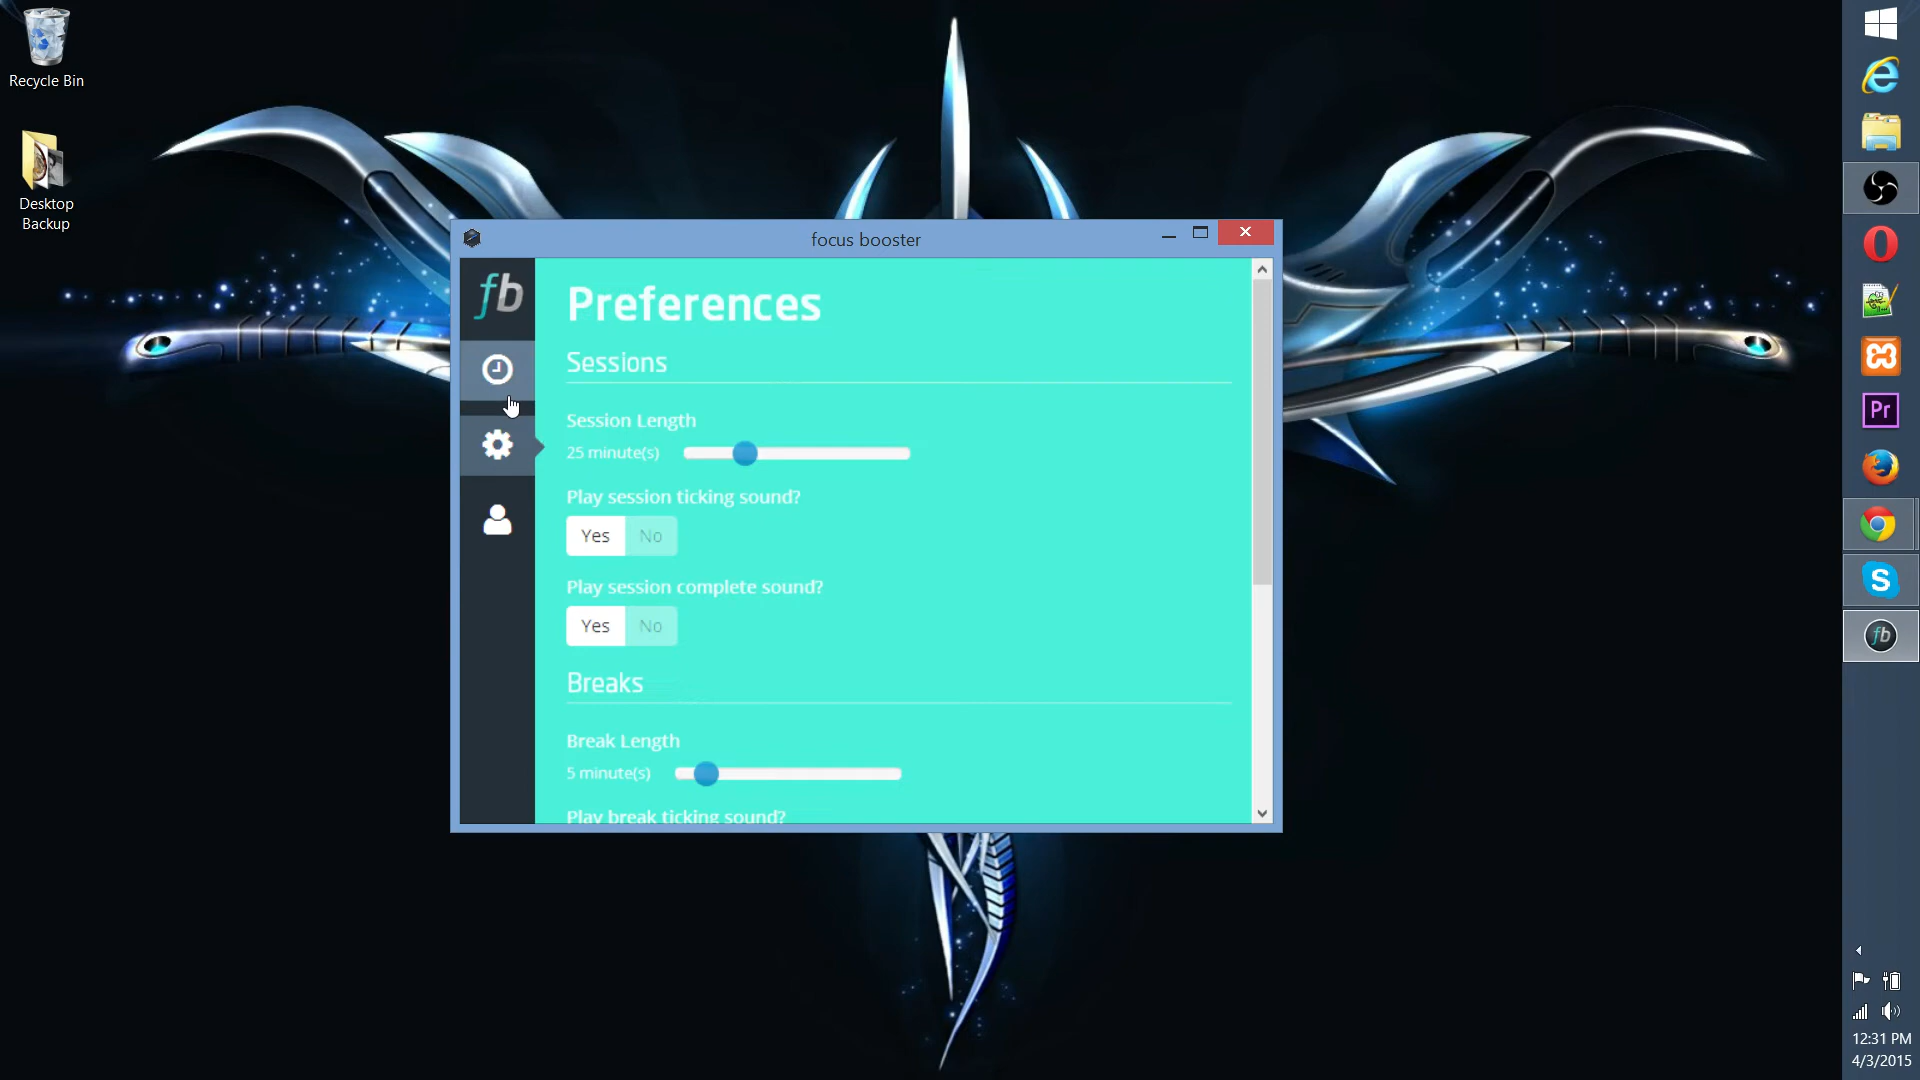 Recycle Bin
Desktop
Backup
focus booster
fb
Preferences
Sessions
Session Length
25 minute(s)
Play session ticking sound?
Yes No
Play session complete sound?
Yes No
Breaks
Break Length
5 minute(s)
Play break ticking sound?
Pr
S
fb
12:31 PM
4/3/2015